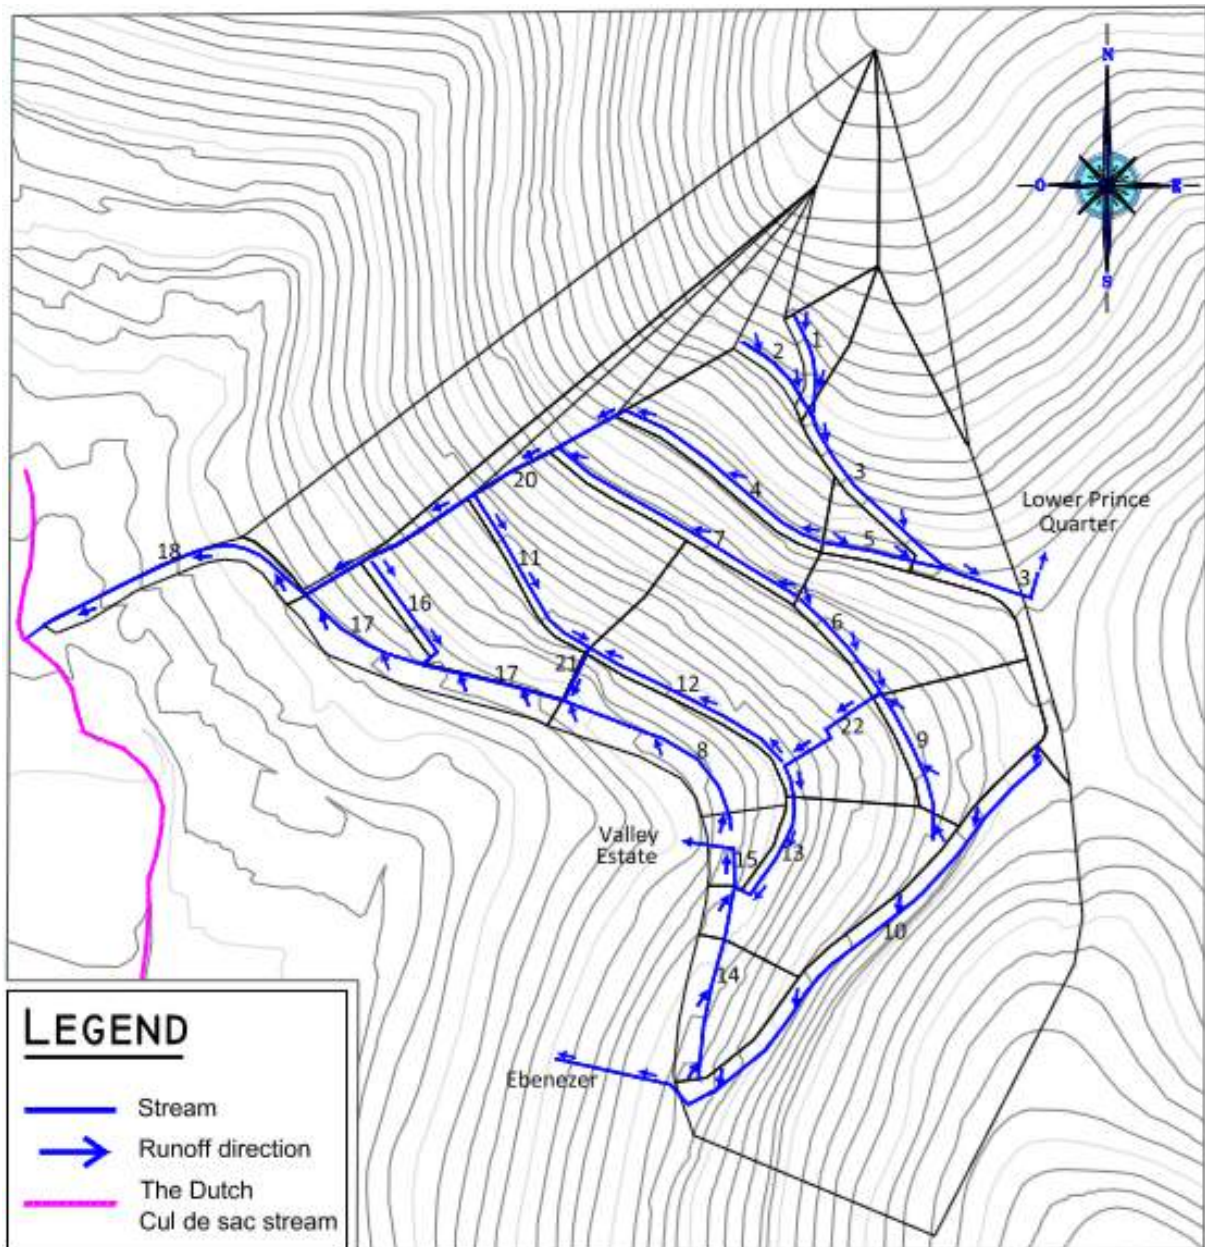 N
O
E
S
1
2
3
Lower Prince
Quarter
4
20
5
7
18
11
3
16
6
17
21
17
12
22
9
8
Valley
Estate
15
13
10
14
Ebenezer
LEGEND
Stream
Runoff direction
The Dutch
Cul de sac stream